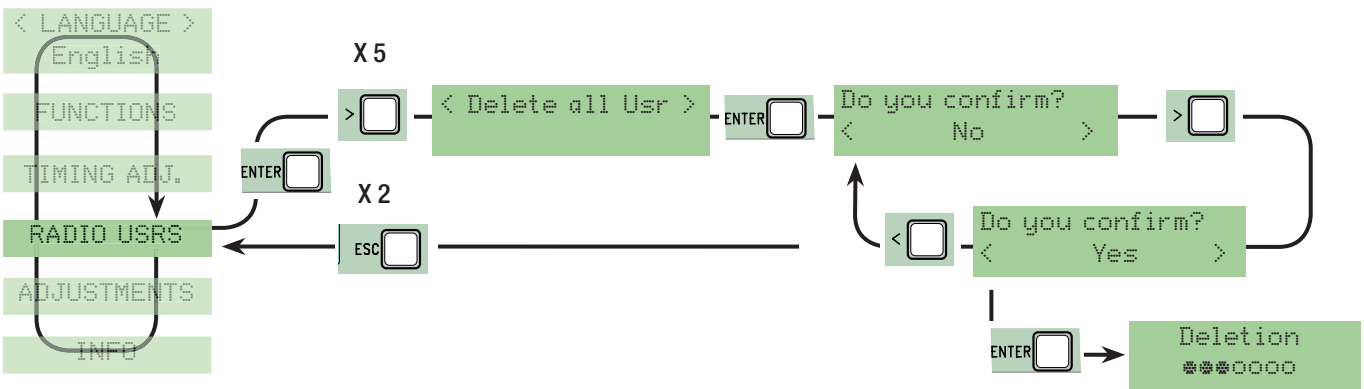 < LANGUAGE >
English
FUNCTIONS
TIMING ADJ.
RADIO USRS
ADJUSTMENTS
INFO
ENTER
X 5
>
< Delete all Usr >
ENTER
Do you confirm?
< No >
>
Do you confirm?
< Yes >
<
X 2
ESC
ENTER
Deletion